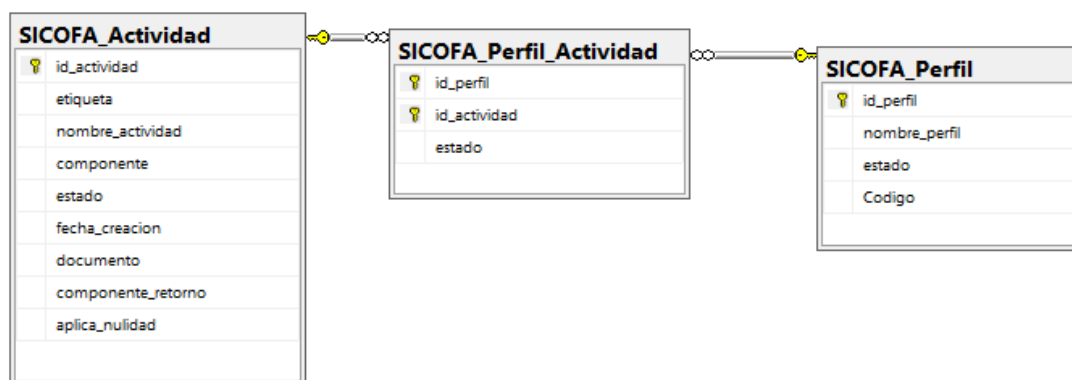 SICOFA_Actividad
id_actividad
etiqueta
nombre_actividad
componente
estado
fecha_creacion
documento
componente_retorno
aplica_nulidad
SICOFA_Perfil_Actividad
id_perfil
id_actividad
estado
SICOFA_Perfil
id_perfil
nombre_perfil
estado
Codigo